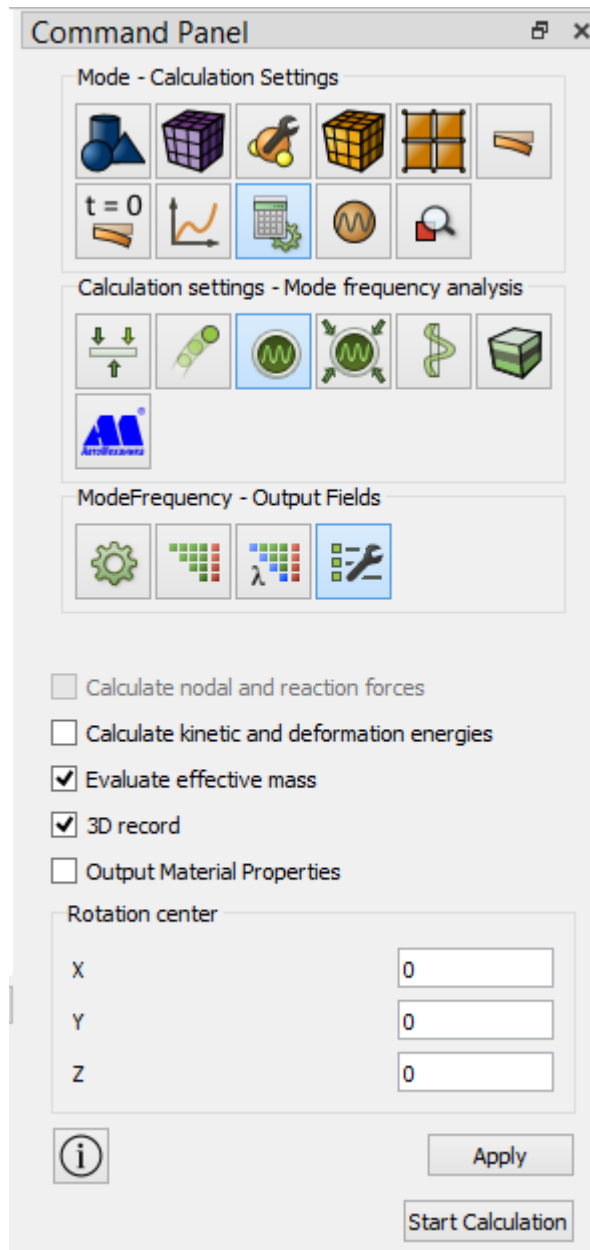 Command Panel
Mode - Calculation Settings
t = 0
Calculation settings - Mode frequency analysis
АвтоМеханика
ModeFrequency - Output Fields
λ
Calculate nodal and reaction forces
Calculate kinetic and deformation energies
Evaluate effective mass
3D record
Output Material Properties
Rotation center
X 0
Y 0
Z 0
Apply
Start Calculation